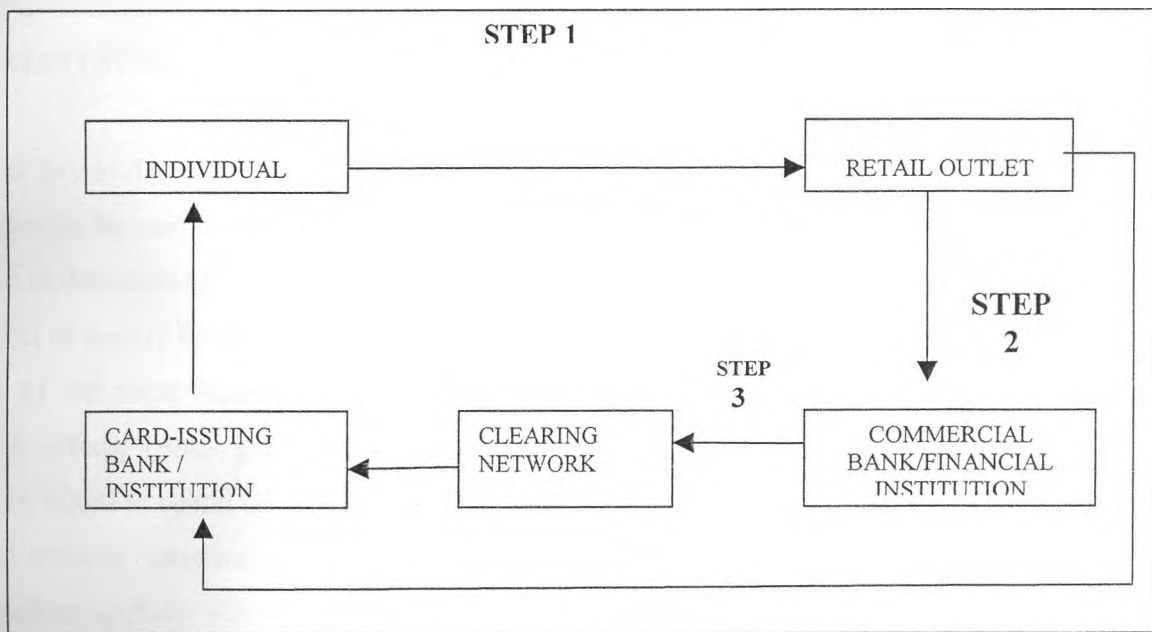 STEP 1
INDIVIDUAL
RETAIL OUTLET
STEP
2
STEP
3
CARD-ISSUING
BANK /
INSTITUTION
CLEARING
NETWORK
COMMERCIAL
BANK/FINANCIAL
INSTITUTION